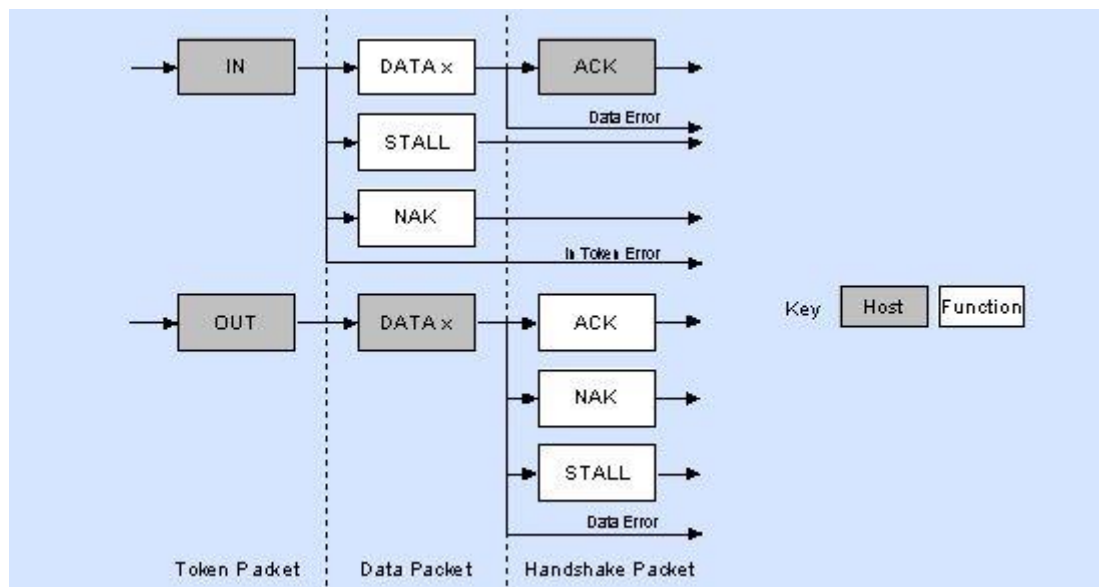 IN
DATA x
ACK
Data Error
STALL
NAK
In Token Error
OUT
DATA x
ACK
Key
Host
Function
NAK
STALL
Data Error
Token Packet
Data Packet
Handshake Packet